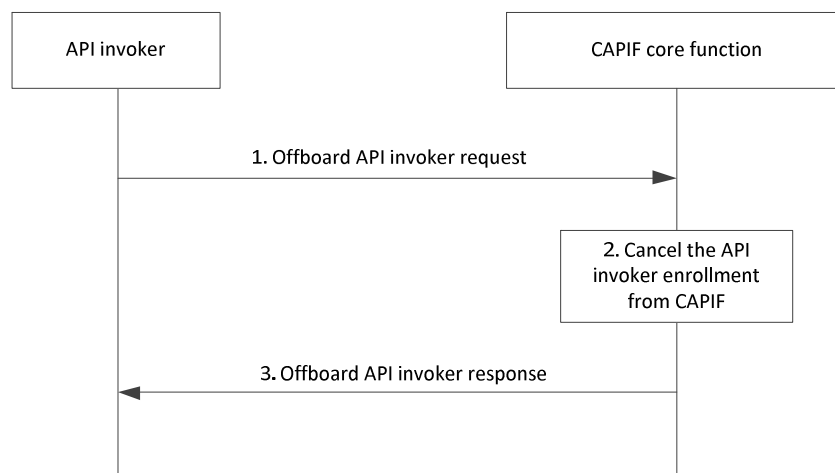 API invoker
CAPIF core function
1. Offboard API invoker request
2. Cancel the API
invoker enrollment
from CAPIF
3. Offboard API invoker response